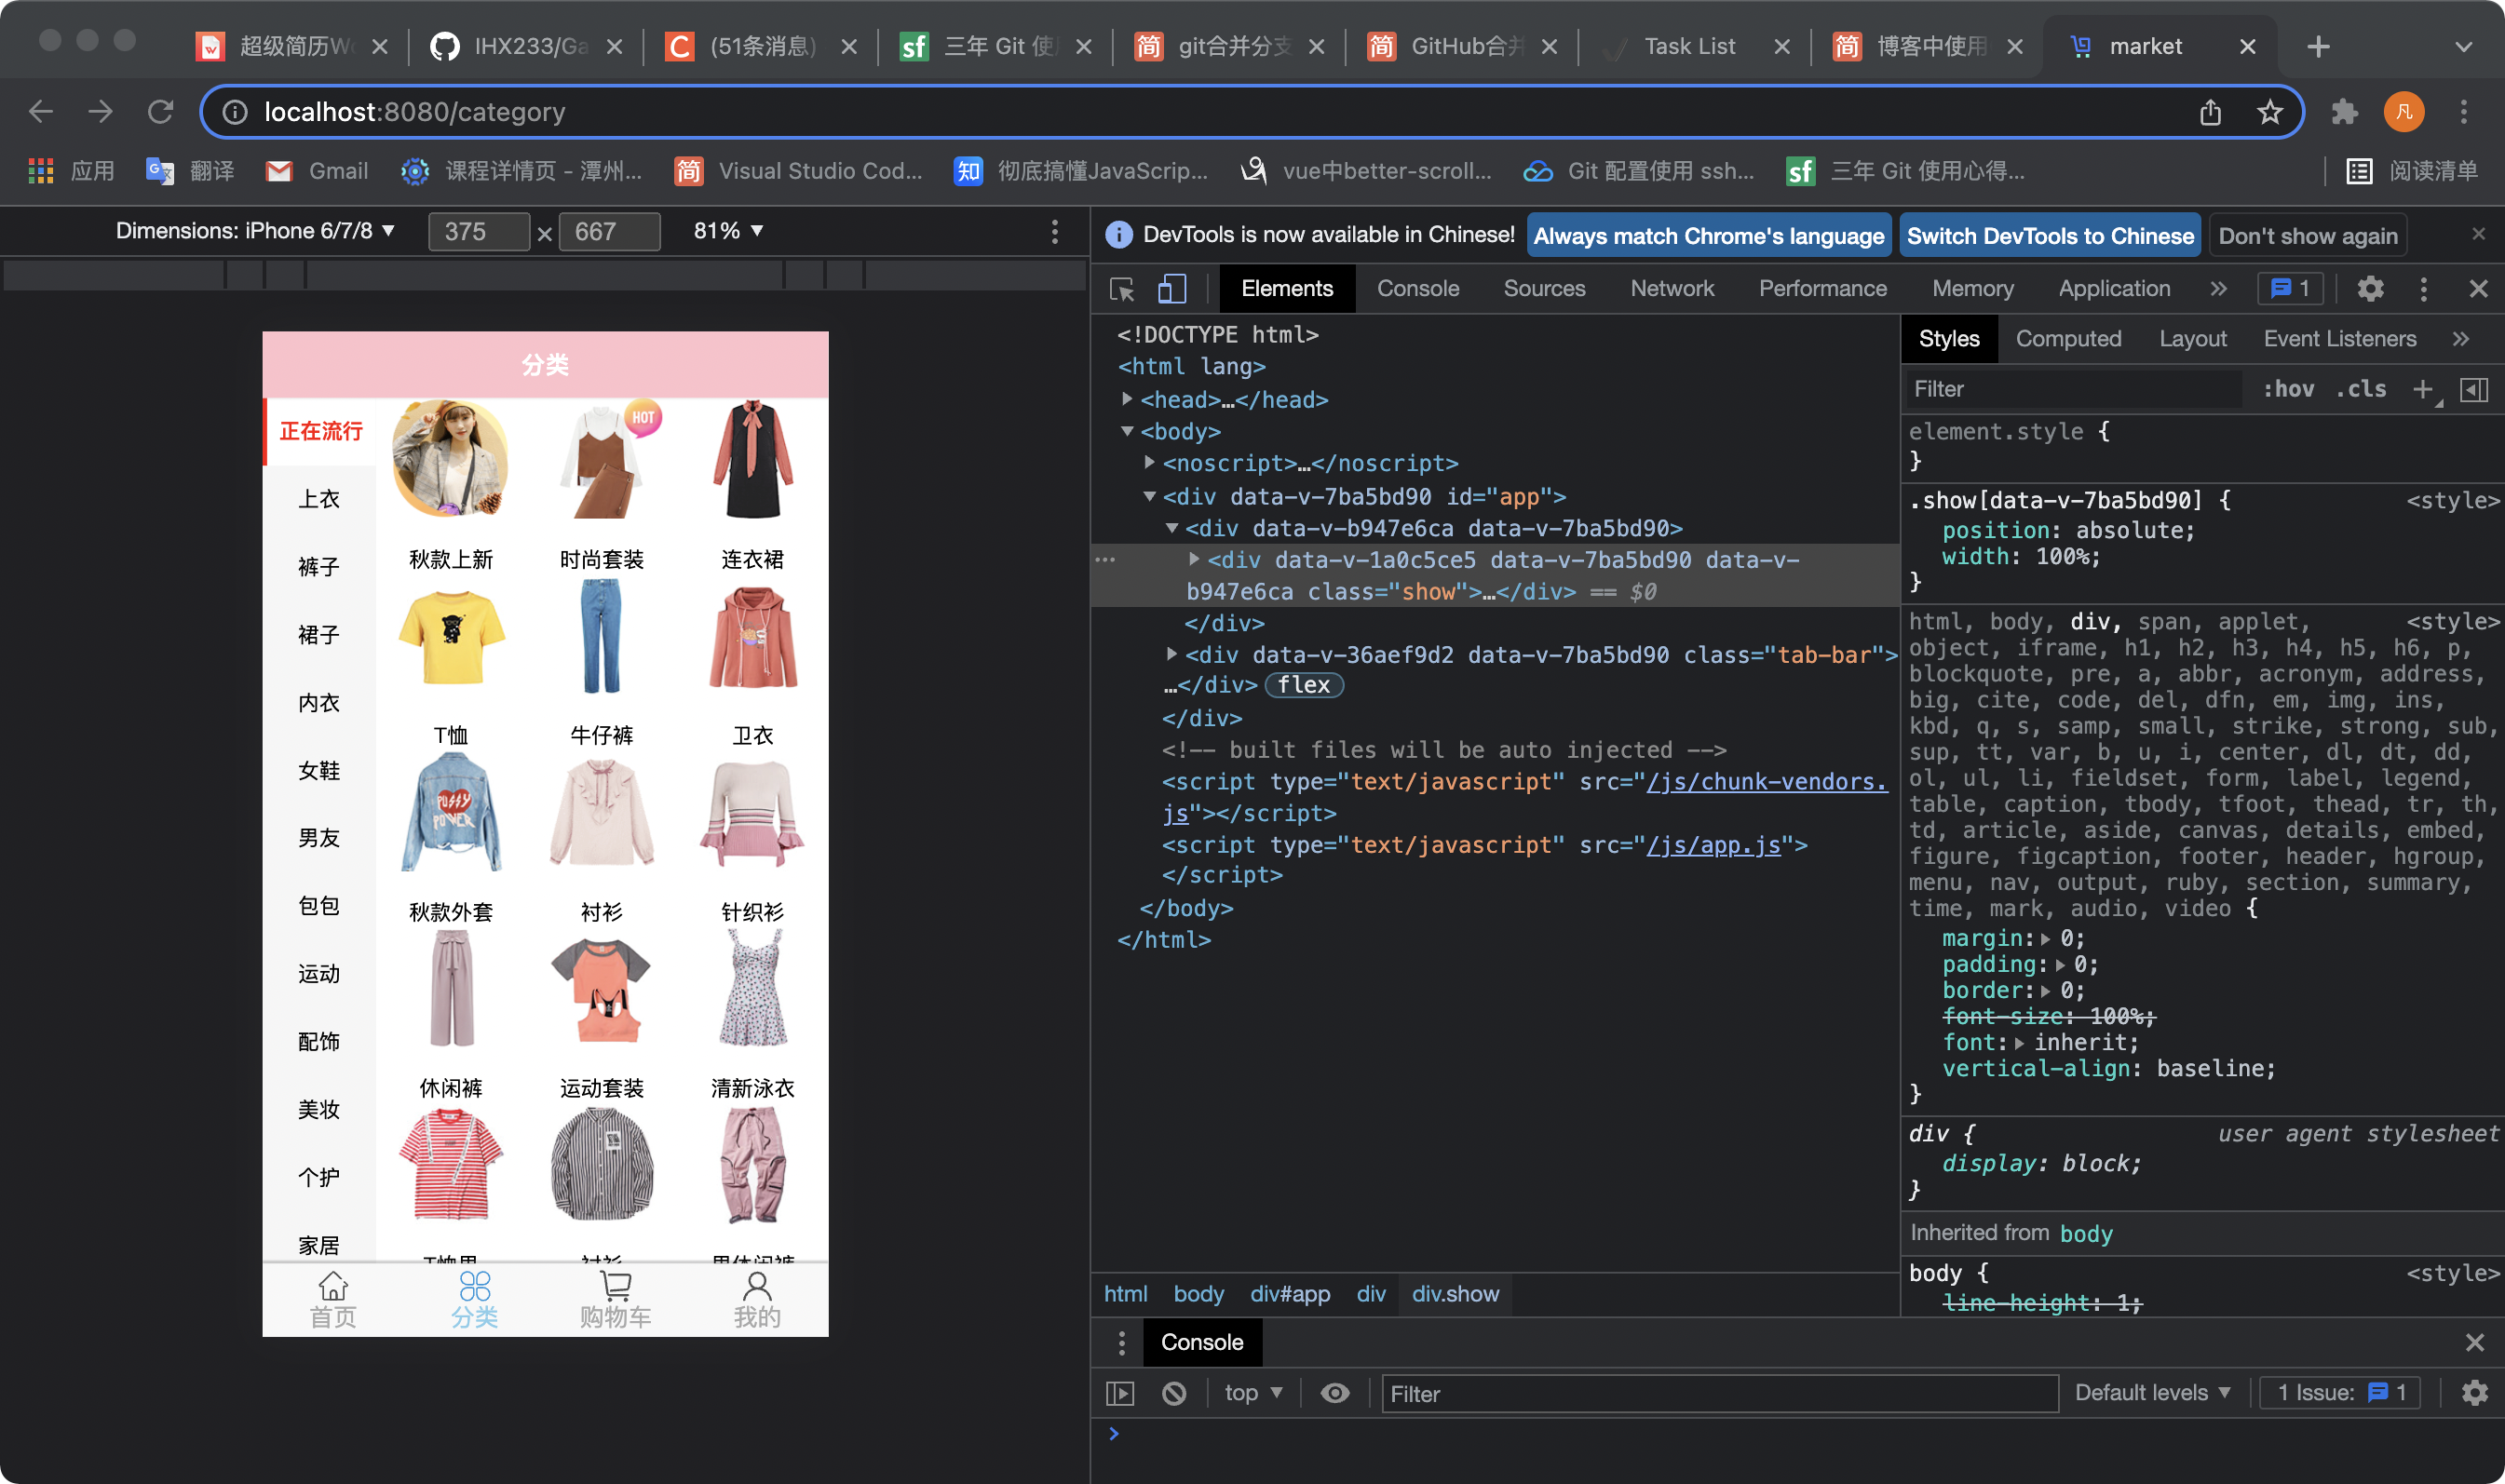 超级简历Wo
IHX233/Ga
(51条消息)
三年 Git 使用
git合并分支
GitHub合并
Task List
博客中使用
market
localhost:8080/category
应用
翻译
Gmail
课程详情页 - 潭州...
Visual Studio Cod...
彻底搞懂JavaScrip...
vue中better-scroll...
Git 配置使用 ssh...
三年 Git 使用心得...
阅读清单
Dimensions: iPhone 6/7/8 ▼ 375 × 667 81% ▼
DevTools is now available in Chinese! Always match Chrome's language Switch DevTools to Chinese Don't show again
Elements Console Sources Network Performance Memory Application » 1
分类
正在流行
上衣
裤子
裙子
内衣
女鞋
男友
包包
运动
配饰
美妆
个护
家居
HOT
秋款上新 时尚套装 连衣裙
T恤 牛仔裤 卫衣
PUSSY POWER
秋款外套 衬衫 针织衫
休闲裤 运动套装 清新泳衣
T恤男 衬衫 男休闲裤
首页 分类 购物车 我的
<!DOCTYPE html>
<html lang>
<head>…</head>
<body>
<noscript>…</noscript>
<div data-v-7ba5bd90 id="app">
<div data-v-b947e6ca data-v-7ba5bd90>
<div data-v-1a0c5ce5 data-v-7ba5bd90 data-v-
b947e6ca class="show">…</div> == $0
</div>
<div data-v-36aef9d2 data-v-7ba5bd90 class="tab-bar">
…</div> flex
</div>
<!-- built files will be auto injected -->
<script type="text/javascript" src="/js/chunk-vendors.
js"></script>
<script type="text/javascript" src="/js/app.js">
</script>
</body>
</html>
html body div#app div div.show
Styles Computed Layout Event Listeners »
Filter :hov .cls +
element.style {
}
.show[data-v-7ba5bd90] { <style>
position: absolute;
width: 100%;
}
html, body, div, span, applet, <style>
object, iframe, h1, h2, h3, h4, h5, h6, p,
blockquote, pre, a, abbr, acronym, address,
big, cite, code, del, dfn, em, img, ins,
kbd, q, s, samp, small, strike, strong, sub,
sup, tt, var, b, u, i, center, dl, dt, dd,
ol, ul, li, fieldset, form, label, legend,
table, caption, tbody, tfoot, thead, tr, th,
td, article, aside, canvas, details, embed,
figure, figcaption, footer, header, hgroup,
menu, nav, output, ruby, section, summary,
time, mark, audio, video {
margin: 0;
padding: 0;
border: 0;
font-size: 100%;
font: inherit;
vertical-align: baseline;
}
div { user agent stylesheet
display: block;
}
Inherited from body
body { <style>
line-height: 1;
Console
top ▼ Filter Default levels ▼ 1 Issue: 1